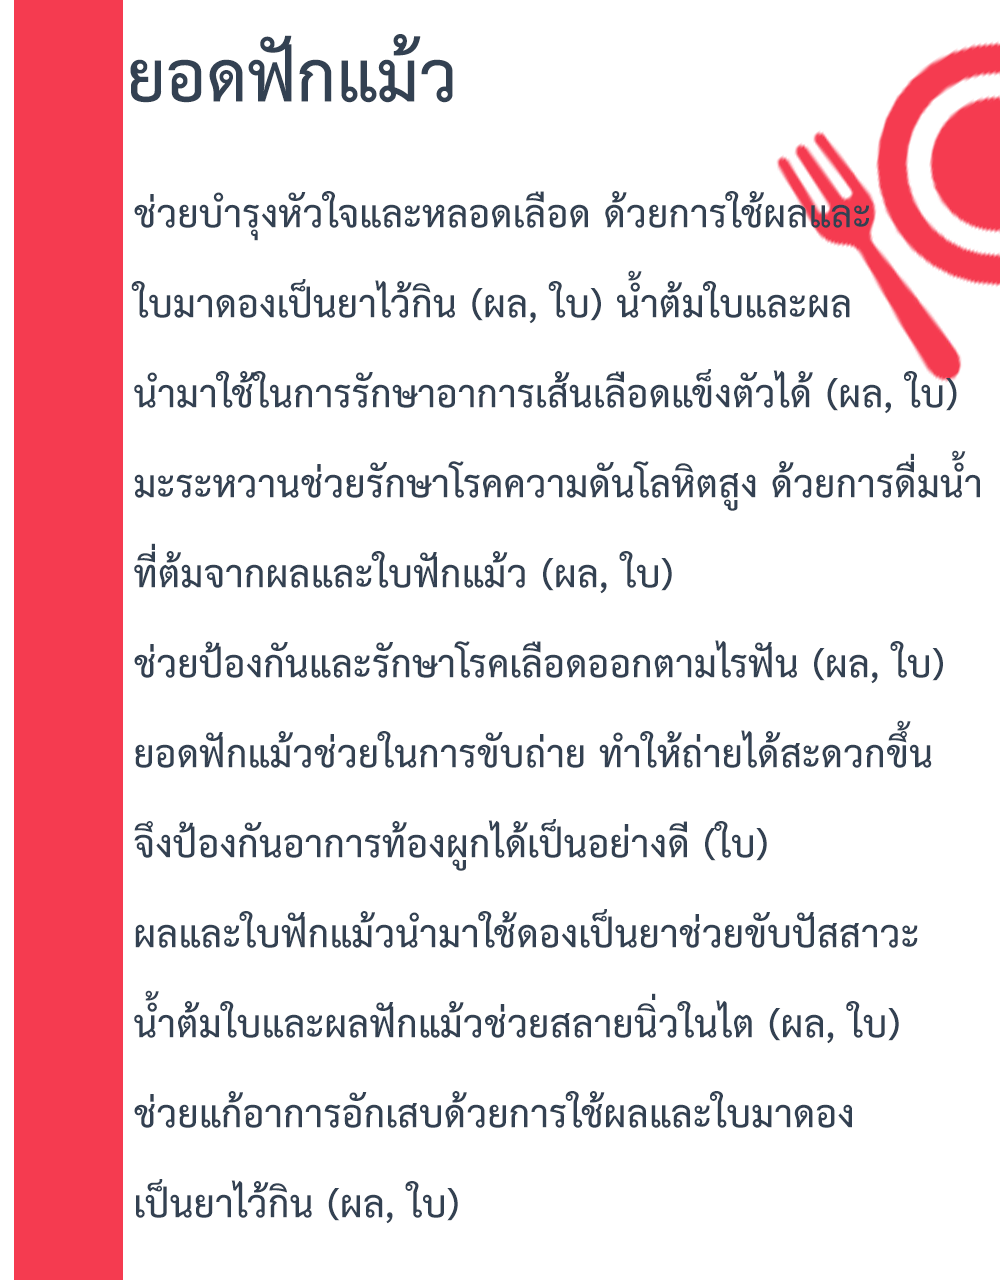 ยอดฟักแม้ว
ช่วยบำรุงหัวใจและหลอดเลือด ด้วยการใช้ผลและ
ใบมาดองเป็นยาไว้กิน (ผล, ใบ) น้ำต้มใบและผล
นำมาใช้ในการรักษาอาการเส้นเลือดแข็งตัวได้ (ผล, ใบ)
มะระหวานช่วยรักษาโรคความดันโลหิตสูง ด้วยการดื่มน้ำ
ที่ต้มจากผลและใบฟักแม้ว (ผล, ใบ)
ช่วยป้องกันและรักษาโรคเลือดออกตามไรฟัน (ผล, ใบ)
ยอดฟักแม้วช่วยในการขับถ่าย ทำให้ถ่ายได้สะดวกขึ้น
จึงป้องกันอาการท้องผูกได้เป็นอย่างดี (ใบ)
ผลและใบฟักแม้วนำมาใช้ดองเป็นยาช่วยขับปัสสาวะ
น้ำต้มใบและผลฟักแม้วช่วยสลายนิ่วในไต (ผล, ใบ)
ช่วยแก้อาการอักเสบด้วยการใช้ผลและใบมาดอง
เป็นยาไว้กิน (ผล, ใบ)